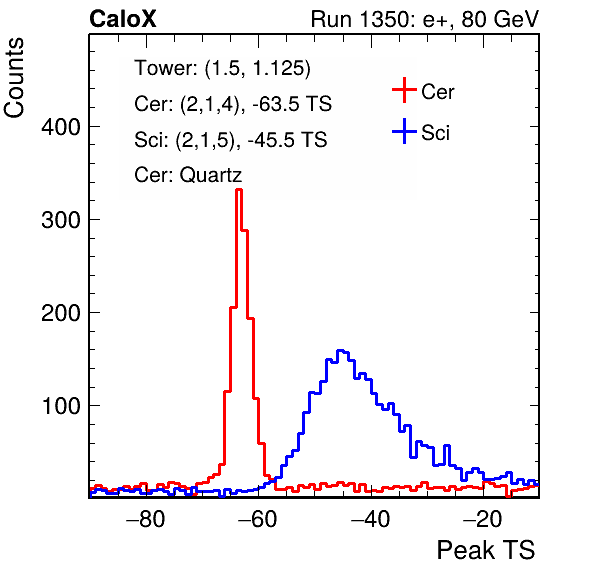 CaloX Run 1350: e+, 80 GeV
Counts
Tower: (1.5, 1.125)
Cer: (2,1,4), -63.5 TS
Sci: (2,1,5), -45.5 TS
Cer: Quartz
Cer
Sci
400
300
200
100
−80 −60 −40 −20
Peak TS